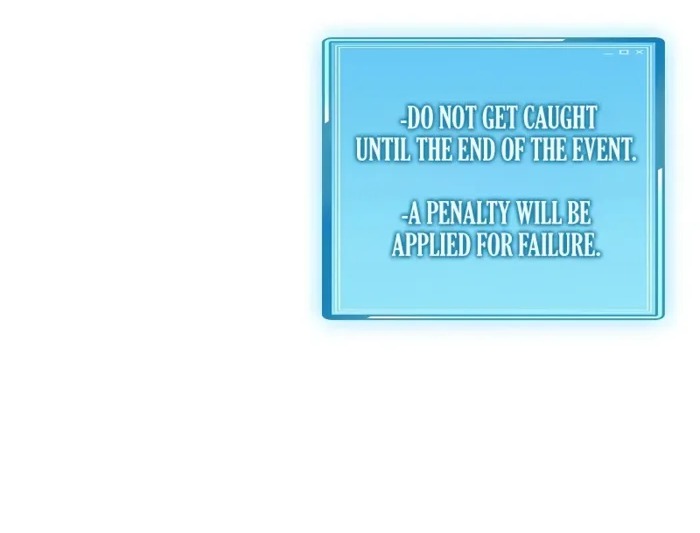 -DO NOT GET CAUGHT
UNTIL THE END OF THE EVENT.
-A PENALTY WILL BE
APPLIED FOR FAILURE.